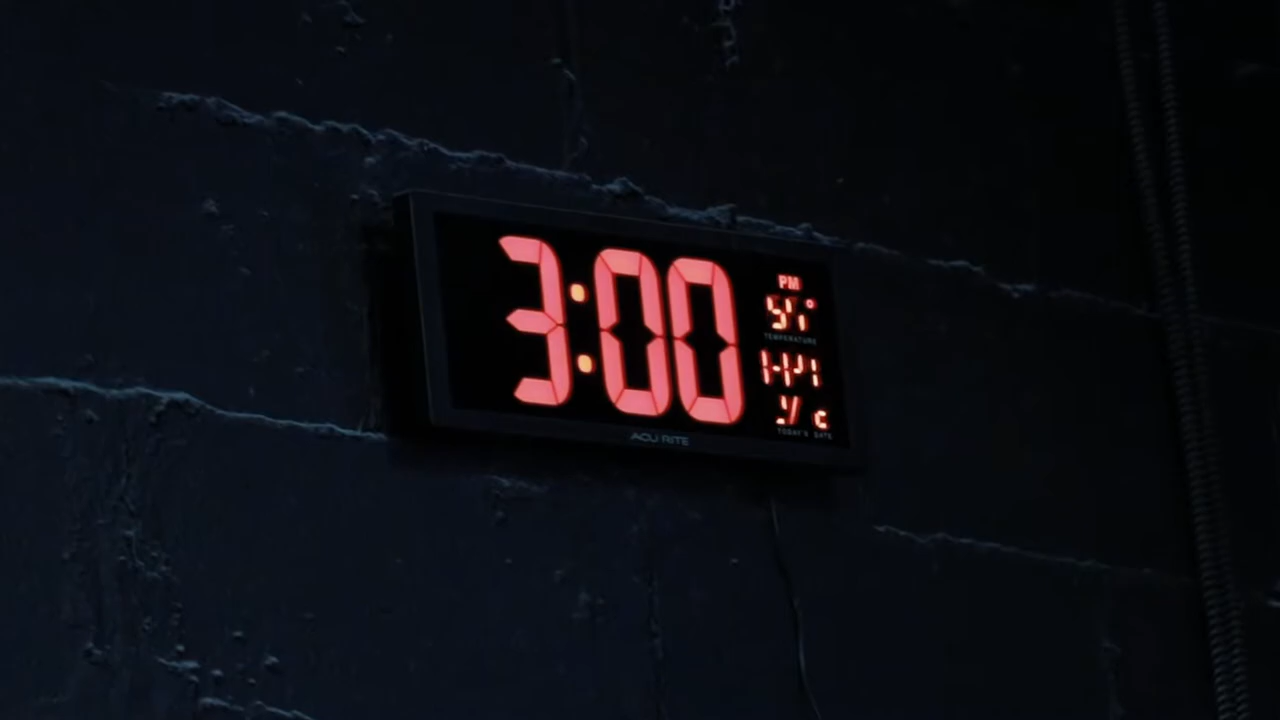 3:00
PM
TEMPERATURE
TODAY'S DATE
ACU RITE